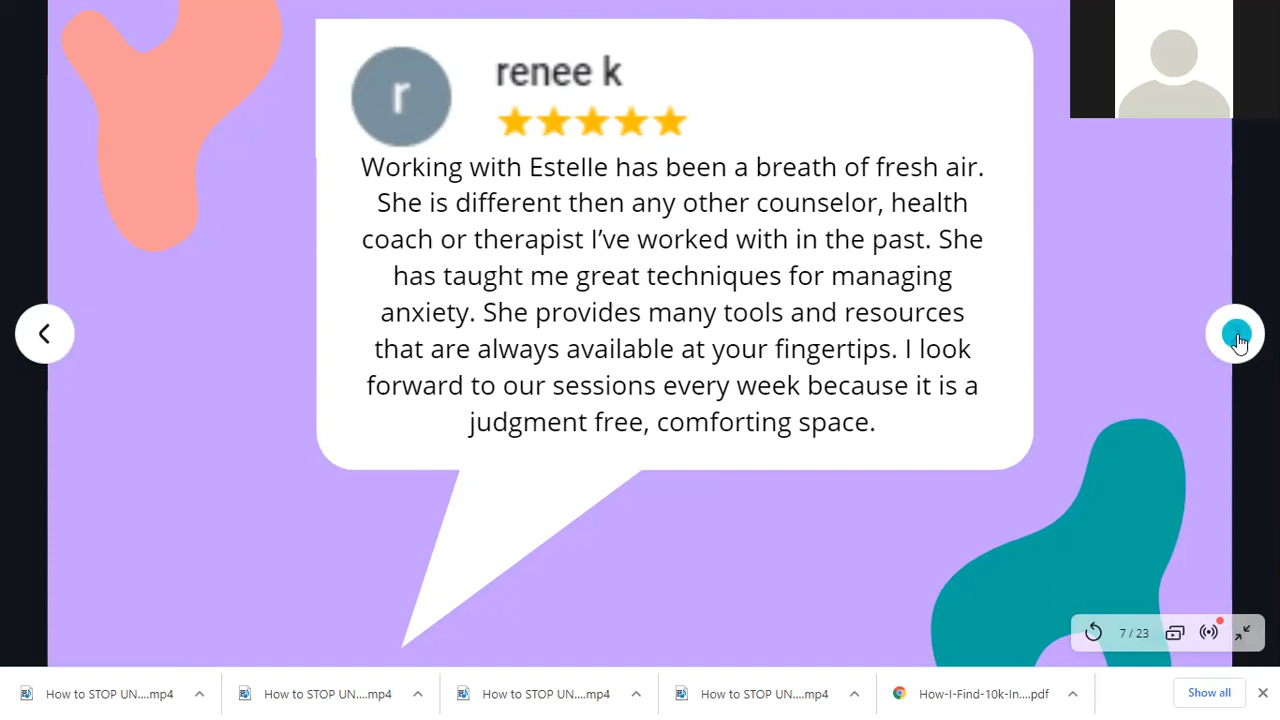 renee k
r
Working with Estelle has been a breath of fresh air.
She is different then any other counselor, health
coach or therapist I’ve worked with in the past. She
has taught me great techniques for managing
anxiety. She provides many tools and resources
that are always available at your fingertips. I look
forward to our sessions every week because it is a
judgment free, comforting space.
7 / 23
How to STOP UN....mp4
How to STOP UN....mp4
How to STOP UN....mp4
How to STOP UN....mp4
How-I-Find-10k-In....pdf
Show all